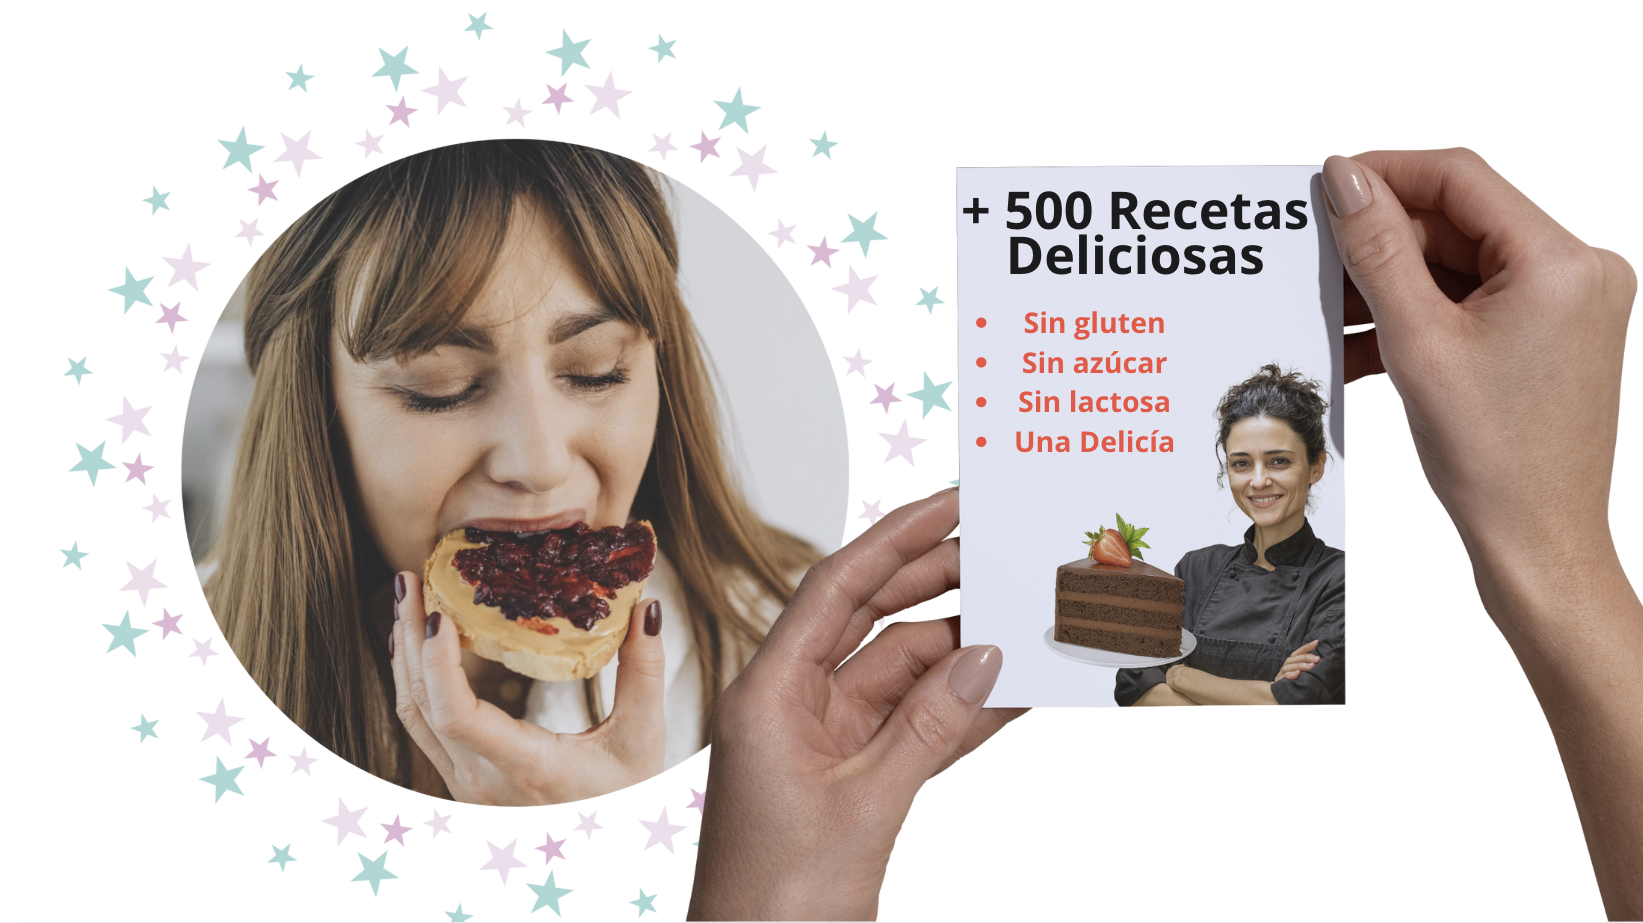 + 500 Recetas
Deliciosas
• Sin gluten
• Sin azúcar
• Sin lactosa
• Una Delicía